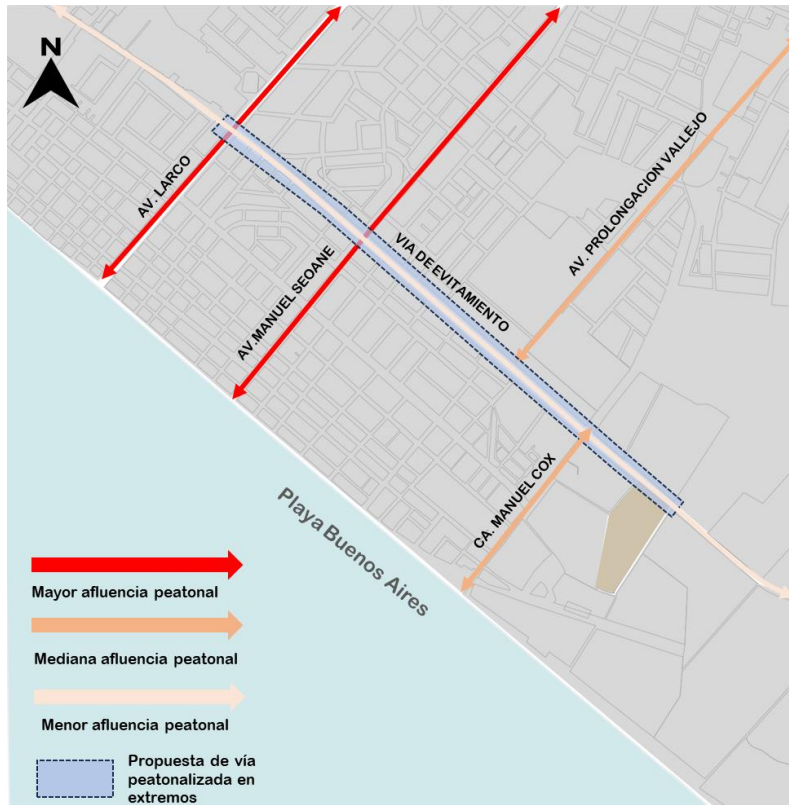 N
AV. LARCO
AV.MANUEL SEOANE
VIA DE EVITAMIENTO
AV. PROLONGACION VALLEJO
CA. MANUEL COX
Playa Buenos Aires
Mayor afluencia peatonal
Mediana afluencia peatonal
Menor afluencia peatonal
Propuesta de vía
peatonalizada en
extremos